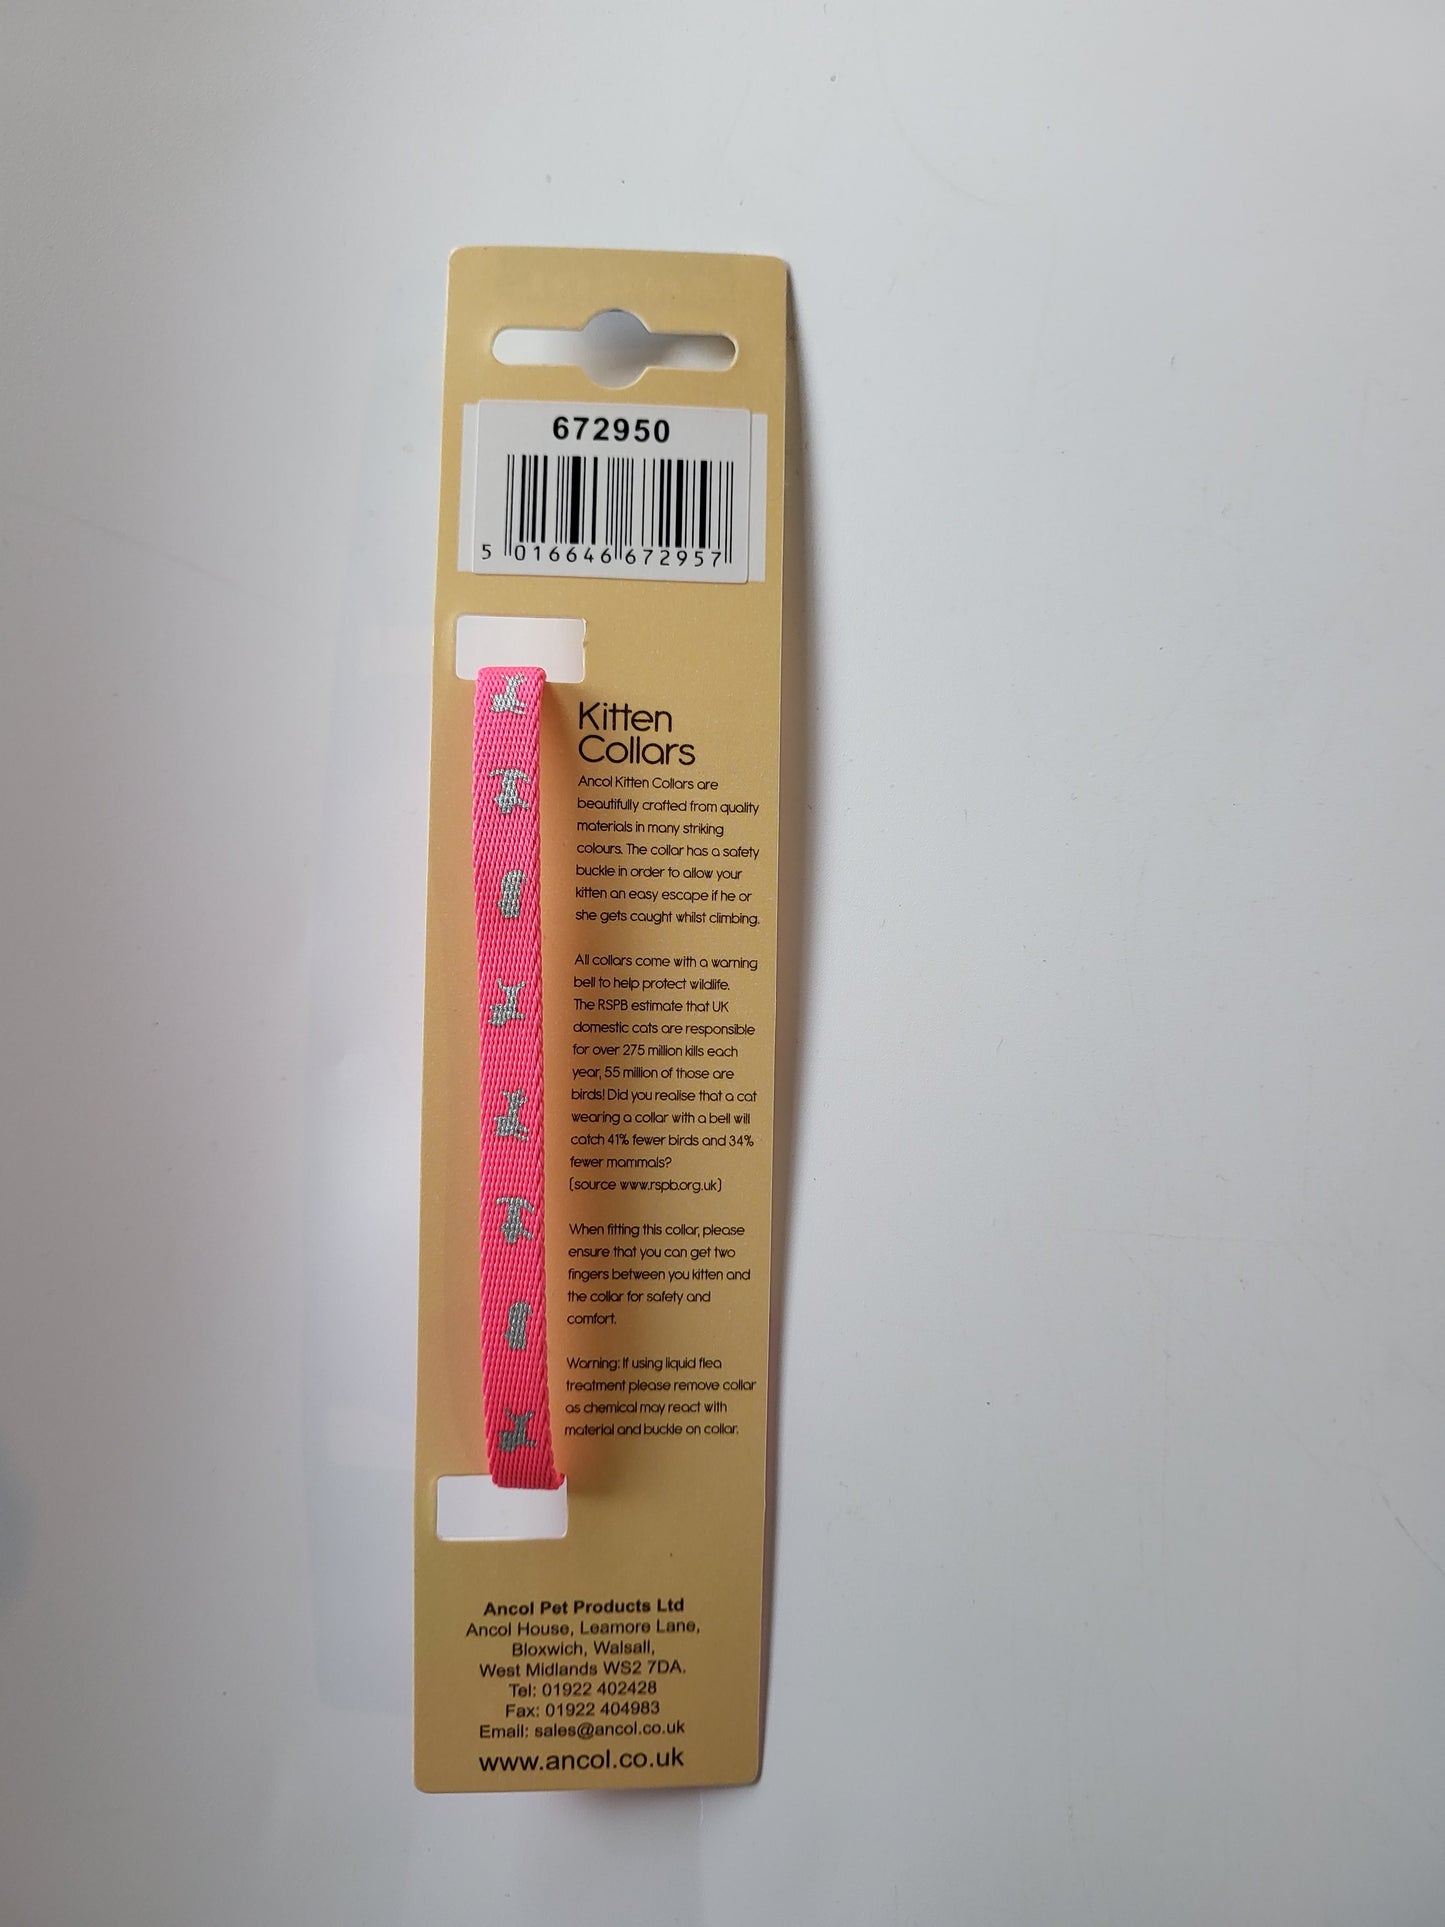 672950
5 016646 672957
Kitten
Collars
Ancol Kitten Collars are
beautifully crafted from quality
materials in many striking
colours. The collar has a safety
buckle in order to allow your
kitten an easy escape if he or
she gets caught whilst climbing.
All collars come with a warning
bell to help protect wildlife.
The RSPB estimate that UK
domestic cats are responsible
for over 275 million kills each
year, 55 million of those are
birds! Did you realise that a cat
wearing a collar with a bell will
catch 41% fewer birds and 34%
fewer mammals?
(source www.rspb.org.uk)
When fitting this collar, please
ensure that you can get two
fingers between you kitten and
the collar for safety and
comfort.
Warning: If using liquid flea
treatment please remove collar
as chemical may react with
material and buckle on collar.
Ancol Pet Products Ltd
Ancol House, Leamore Lane,
Bloxwich, Walsall,
West Midlands WS2 7DA.
Tel: 01922 402428
Fax: 01922 404983
Email: sales@ancol.co.uk
www.ancol.co.uk